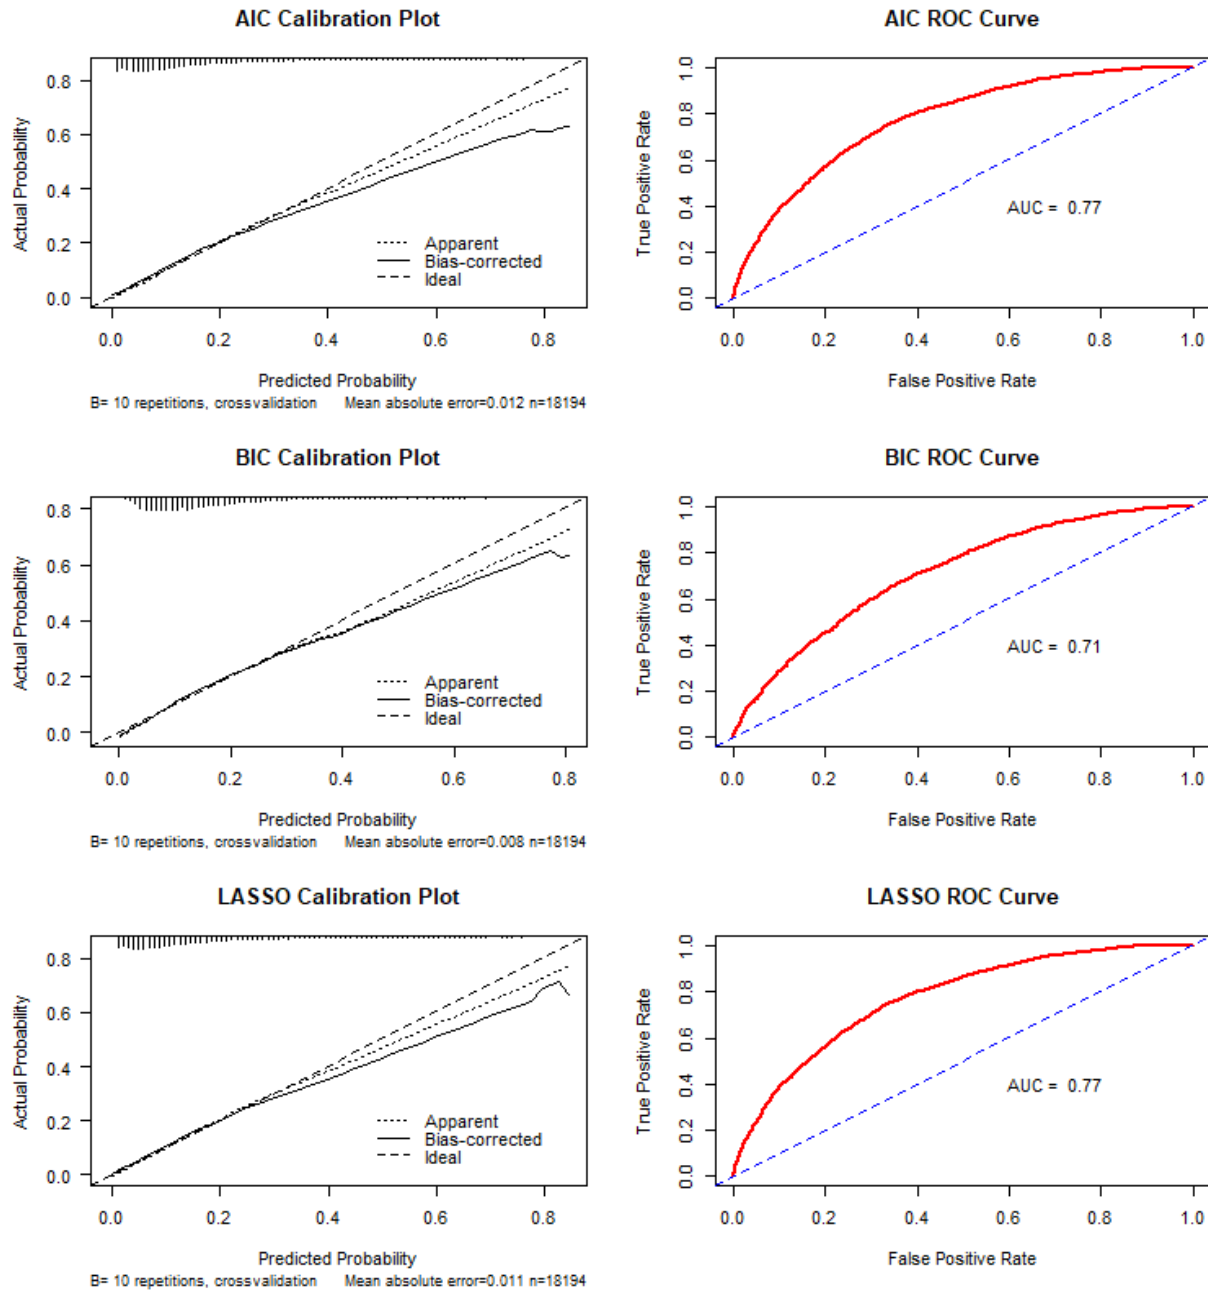 AIC Calibration Plot
Actual Probability
0.8
0.6
0.4
0.2
0.0
Apparent
Bias-corrected
Ideal
0.0 0.2 0.4 0.6 0.8
Predicted Probability
B= 10 repetitions, crossvalidation Mean absolute error=0.012 n=18194
AIC ROC Curve
True Positive Rate
1.0
0.8
0.6
0.4
0.2
0.0
AUC = 0.77
0.0 0.2 0.4 0.6 0.8 1.0
False Positive Rate
BIC Calibration Plot
Actual Probability
0.8
0.6
0.4
0.2
0.0
Apparent
Bias-corrected
Ideal
0.0 0.2 0.4 0.6 0.8
Predicted Probability
B= 10 repetitions, crossvalidation Mean absolute error=0.008 n=18194
BIC ROC Curve
True Positive Rate
1.0
0.8
0.6
0.4
0.2
0.0
AUC = 0.71
0.0 0.2 0.4 0.6 0.8 1.0
False Positive Rate
LASSO Calibration Plot
Actual Probability
0.8
0.6
0.4
0.2
0.0
Apparent
Bias-corrected
Ideal
0.0 0.2 0.4 0.6 0.8
Predicted Probability
B= 10 repetitions, crossvalidation Mean absolute error=0.011 n=18194
LASSO ROC Curve
True Positive Rate
1.0
0.8
0.6
0.4
0.2
0.0
AUC = 0.77
0.0 0.2 0.4 0.6 0.8 1.0
False Positive Rate